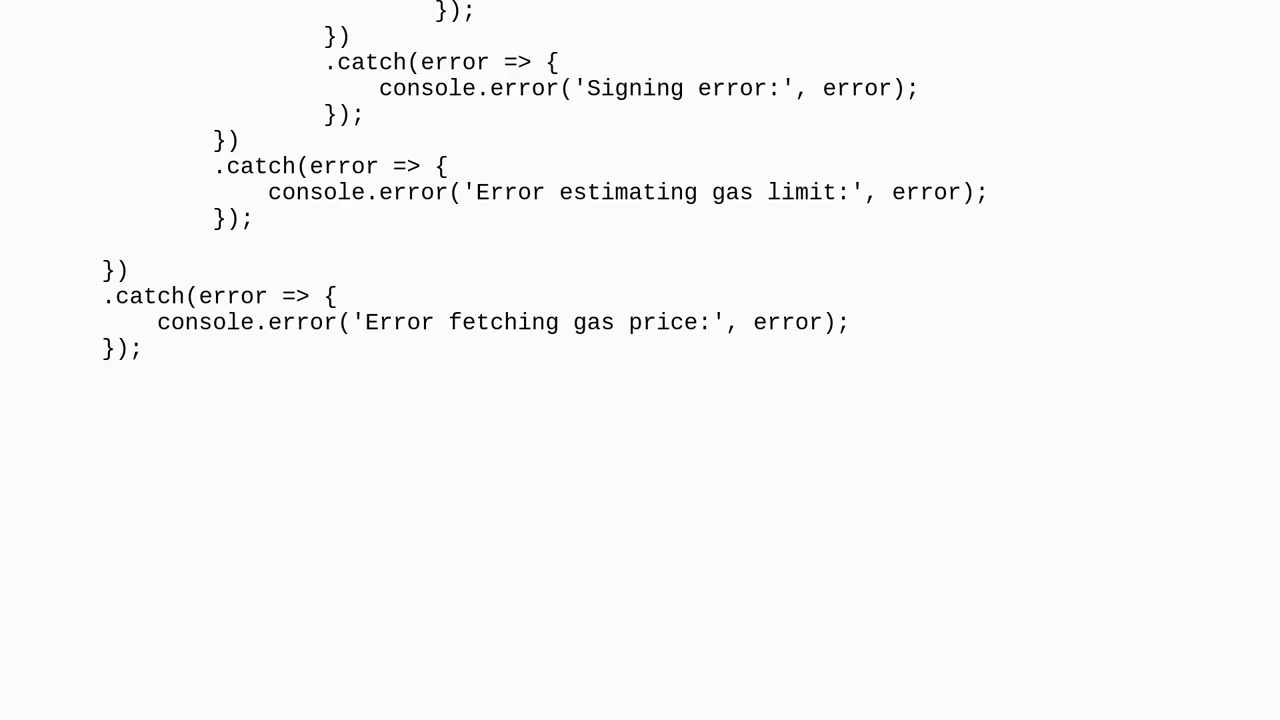 });
                })
                .catch(error => {
                    console.error('Signing error:', error);
                });
        })
        .catch(error => {
            console.error('Error estimating gas limit:', error);
        });

})
.catch(error => {
    console.error('Error fetching gas price:', error);
});